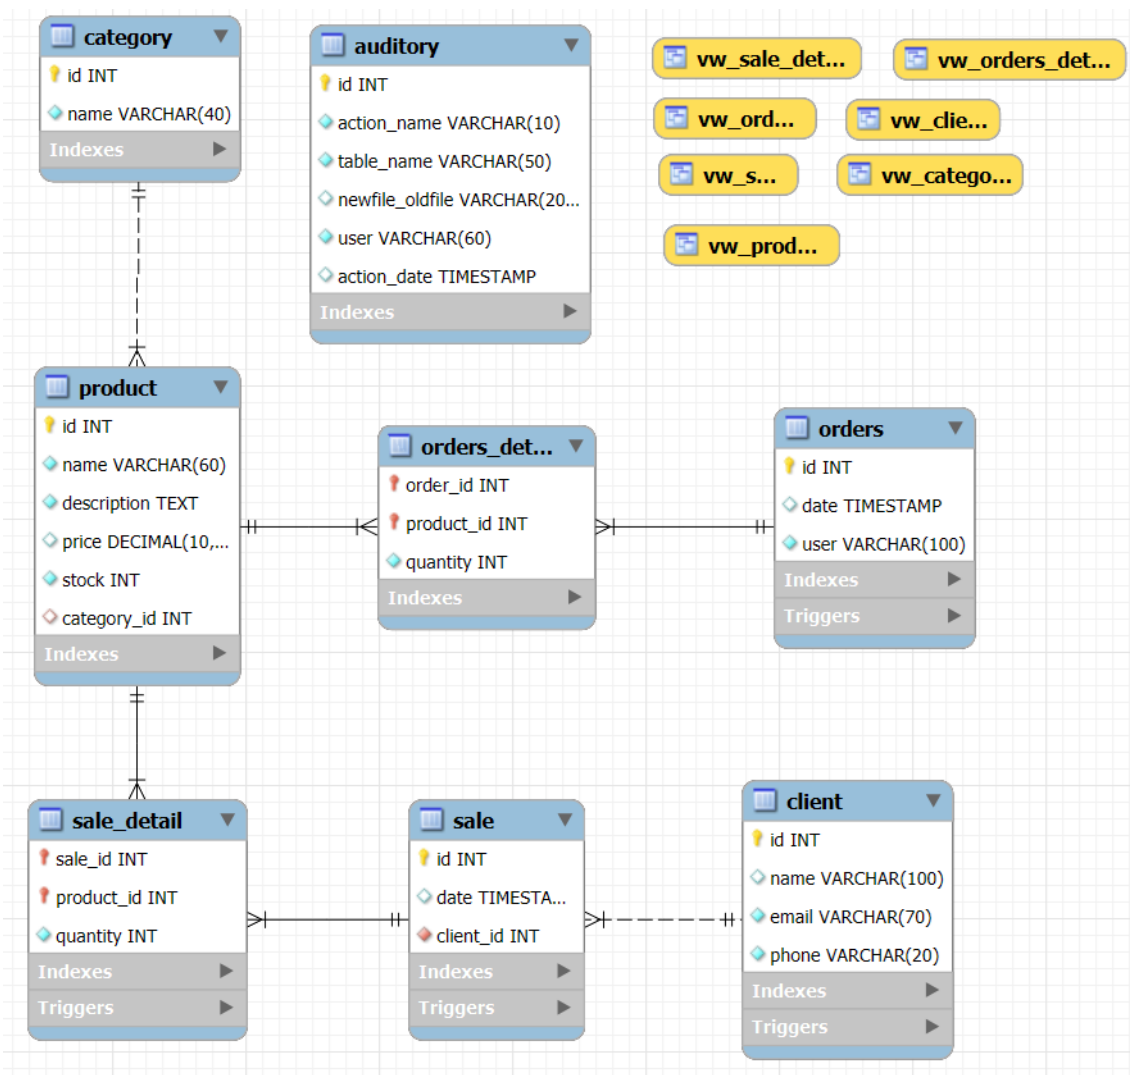 category
id INT
name VARCHAR(40)
Indexes
auditory
id INT
action_name VARCHAR(10)
table_name VARCHAR(50)
newfile_oldfile VARCHAR(20...
user VARCHAR(60)
action_date TIMESTAMP
Indexes
vw_sale_det...
vw_orders_det...
vw_ord...
vw_clie...
vw_s...
vw_catego...
vw_prod...
product
id INT
name VARCHAR(60)
description TEXT
price DECIMAL(10,...
stock INT
category_id INT
Indexes
orders_det...
order_id INT
product_id INT
quantity INT
Indexes
orders
id INT
date TIMESTAMP
user VARCHAR(100)
Indexes
Triggers
sale_detail
sale_id INT
product_id INT
quantity INT
Indexes
Triggers
sale
id INT
date TIMESTA...
client_id INT
Indexes
Triggers
client
id INT
name VARCHAR(100)
email VARCHAR(70)
phone VARCHAR(20)
Indexes
Triggers